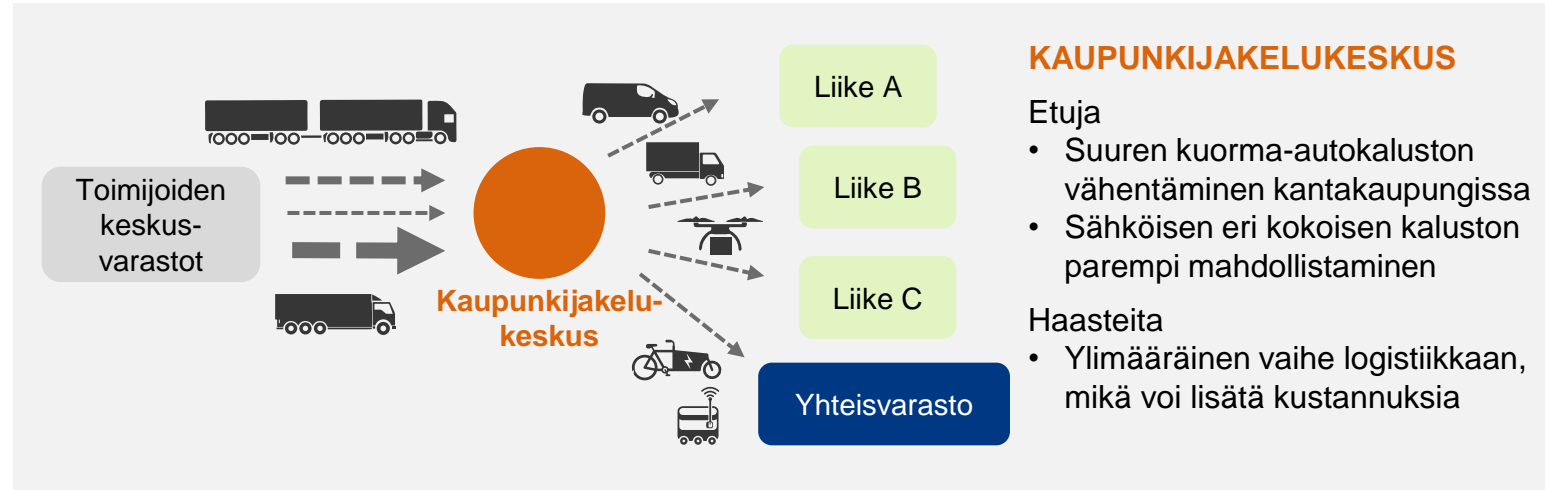 Toimijoiden
keskus-
varastot
Kaupunkijakelu-
keskus
Liike A
Liike B
Liike C
Yhteisvarasto
KAUPUNKIJAKELUKESKUS
Etuja
• Suuren kuorma-autokaluston
vähentäminen kantakaupungissa
• Sähköisen eri kokoisen kaluston
parempi mahdollistaminen
Haasteita
• Ylimääräinen vaihe logistiikkaan,
mikä voi lisätä kustannuksia